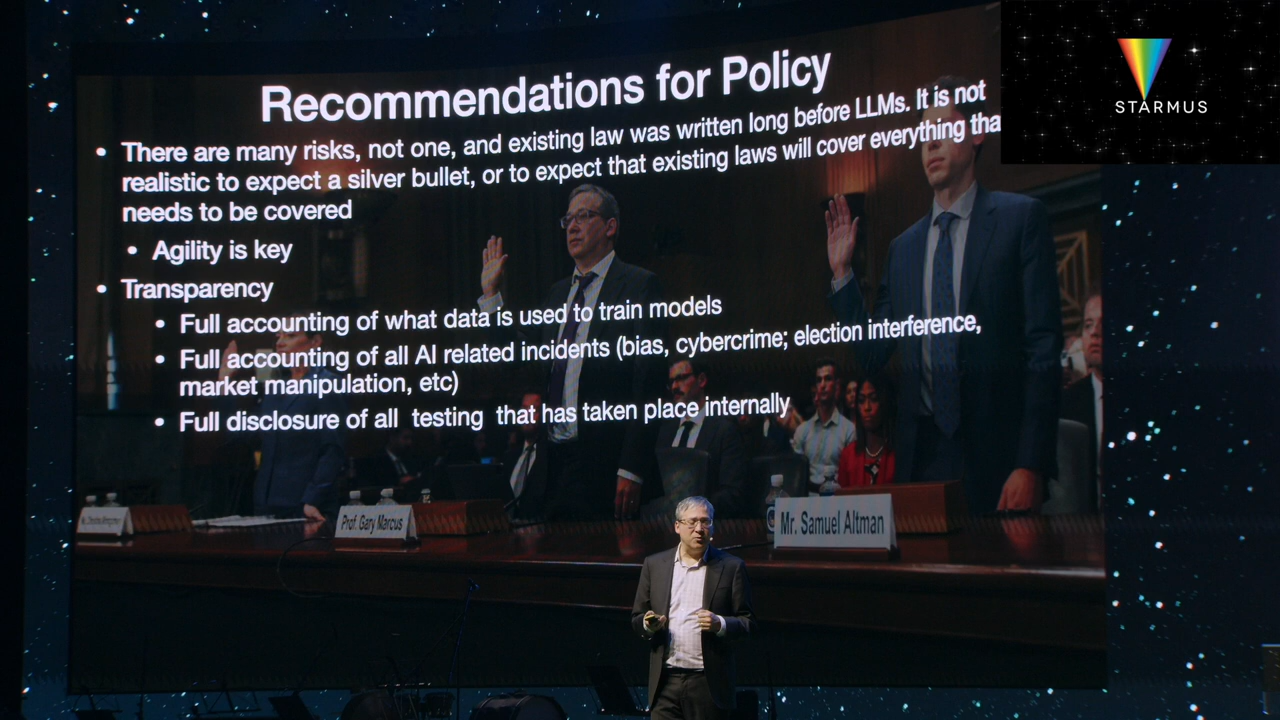 Recommendations for Policy
• There are many risks, not one, and existing law was written long before LLMs. It is not
realistic to expect a silver bullet, or to expect that existing laws will cover everything tha
needs to be covered
• Agility is key
• Transparency
• Full accounting of what data is used to train models
• Full accounting of all AI related incidents (bias, cybercrime; election interference,
market manipulation, etc)
• Full disclosure of all testing that has taken place internally
STARMUS
Prof. Gary Marcus
Mr. Samuel Altman